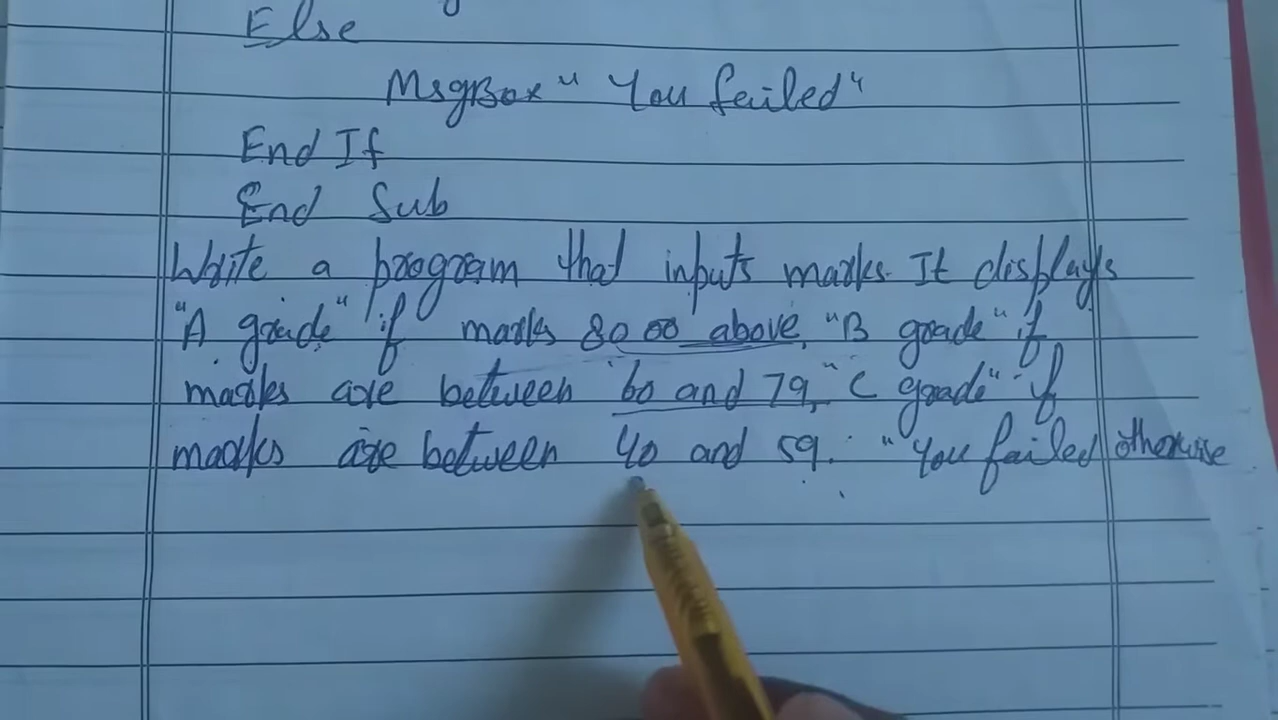 Else
MsgBox "You failed"
End If
End Sub
Write a program that inputs marks. It displays
"A grade" if marks 80 or above, "B grade" if
marks are between 60 and 79, "C grade" if
marks are between 40 and 59. "You failed otherwise